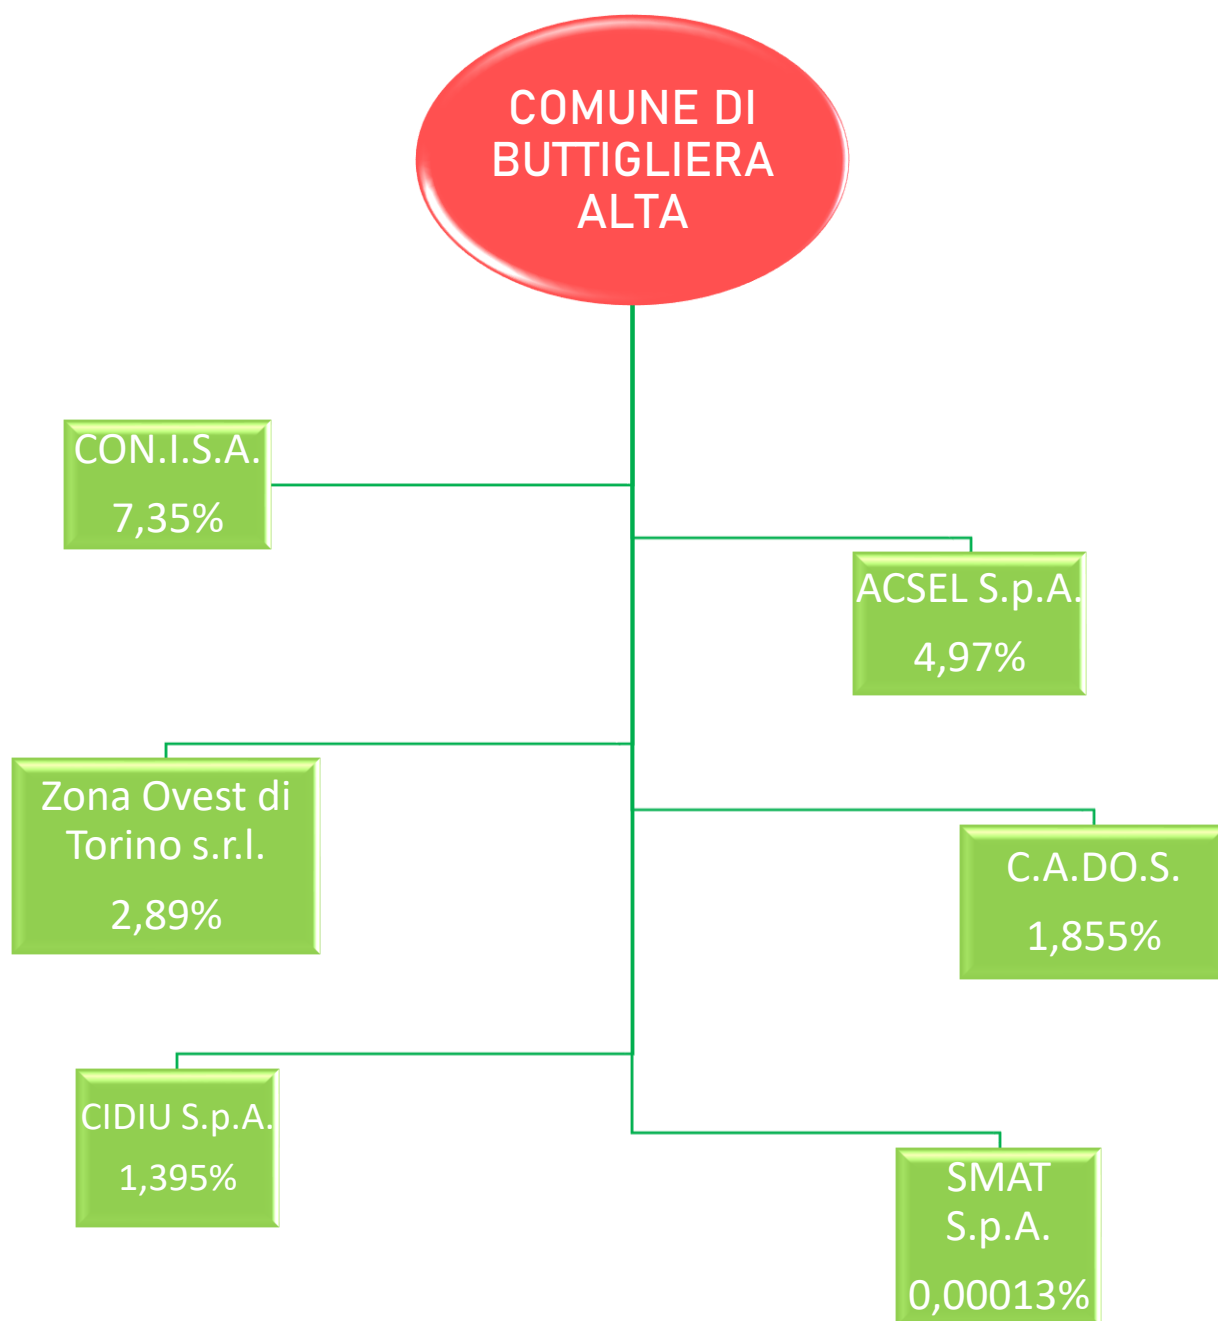 COMUNE DI
BUTTIGLIERA
ALTA
CON.I.S.A.
7,35%
ACSEL S.p.A.
4,97%
Zona Ovest di
Torino s.r.l.
2,89%
C.A.DO.S.
1,855%
CIDIU S.p.A.
1,395%
SMAT
S.p.A.
0,00013%